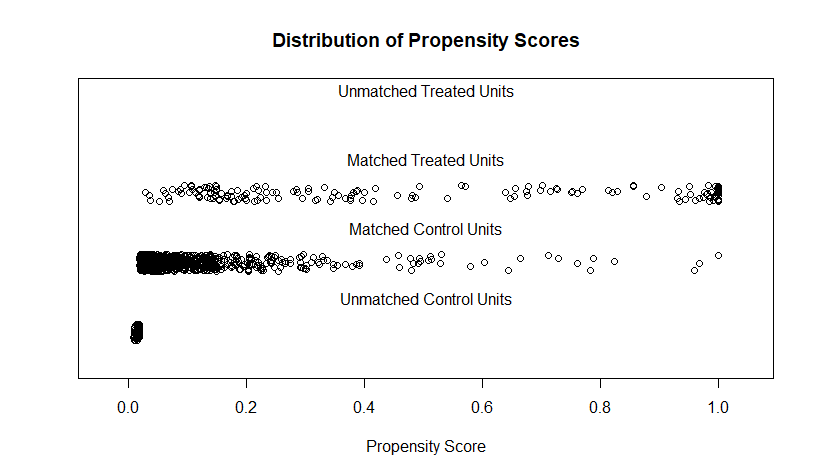 Distribution of Propensity Scores
Unmatched Treated Units
Matched Treated Units
Matched Control Units
Unmatched Control Units
0.0 0.2 0.4 0.6 0.8 1.0
Propensity Score